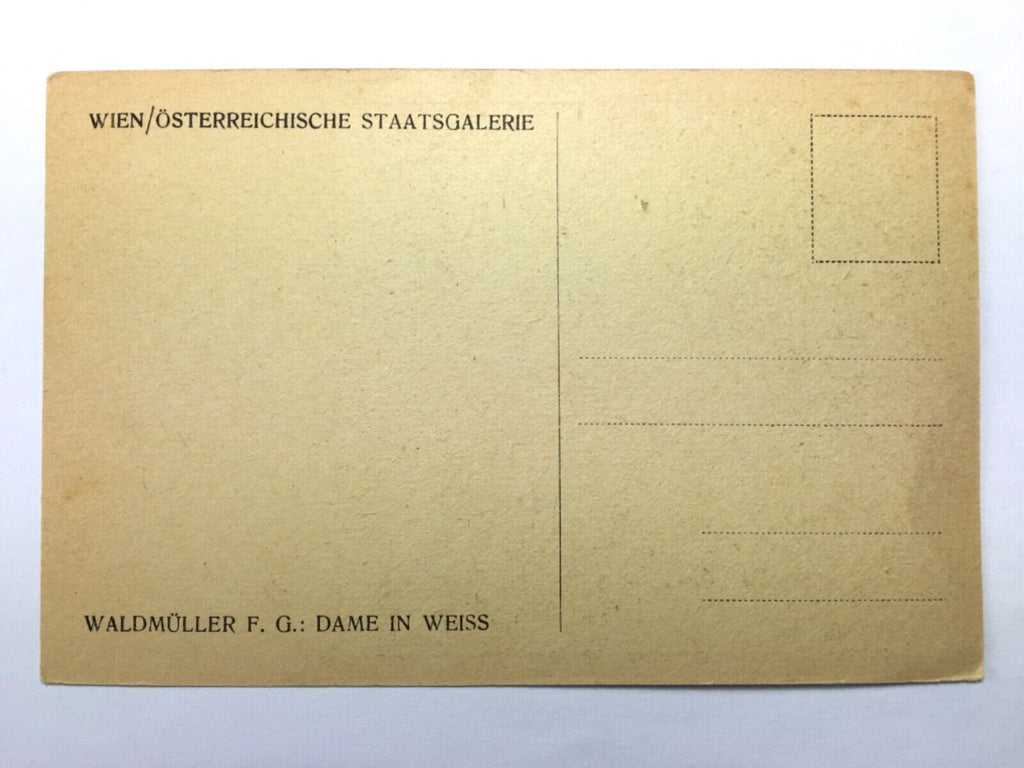 WIEN/ÖSTERREICHISCHE STAATSGALERIE
WALDMÜLLER F. G.: DAME IN WEISS